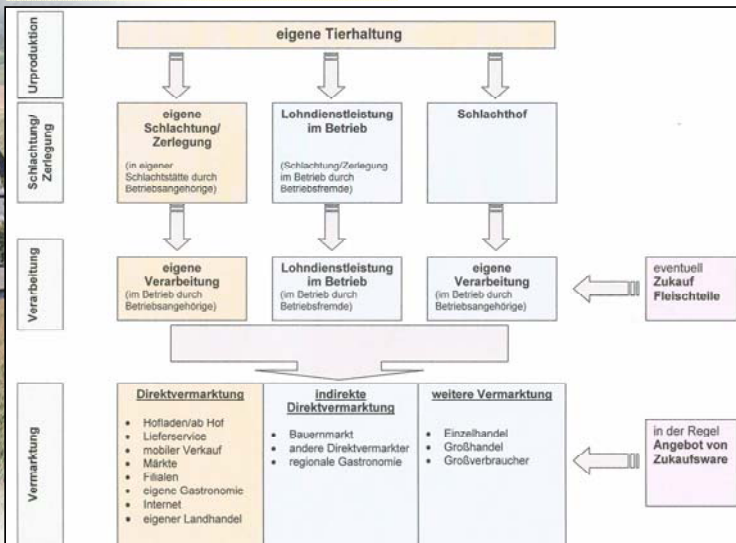 Urproduktion
eigene Tierhaltung
Schlachtung/
Zerlegung
eigene
Schlachtung/
Zerlegung
(in eigener
Schlachtstätte durch
Betriebsangehörige)
Lohndienstleistung
im Betrieb
(Schlachtung/Zerlegung
im Betrieb durch
Betriebsfremde)
Schlachthof
Verarbeitung
eigene
Verarbeitung
(im Detrieb durch
Betriebsangehörige)
Lohndienstleistung
im Betrieb
(im Detrieb durch
Betriebsfremde)
eigene
Verarbeitung
(im Detrieb durch
Betriebsangehörige)
eventuell
Zukauf
Fleischteile
Vermarktung
Direktvermarktung
• Hofladen/ab Hof
• Lieferservice
• mobiler Verkauf
• Märkte
• Filialen
• eigene Gastronomie
• Internet
• eigener Landhandel
indirekte
Direktvermarktung
• Bauernmarkt
• andere Direktvermarkter
• regionale Gastronomie
weitere Vermarktung
• Einzelhandel
• Großhandel
• Großverbraucher
in der Regel
Angebot von
Zukaufsware